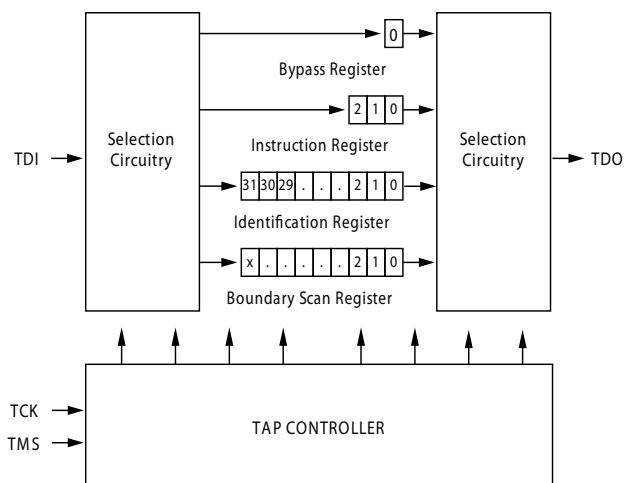 0
Bypass Register
2 1 0
Selection
Circuitry
Selection
Circuitry
TDI
TDO
Instruction Register
31 30 29 . . . 2 1 0
Identification Register
x . . . . . 2 1 0
Boundary Scan Register
TCK
TMS
TAP CONTROLLER